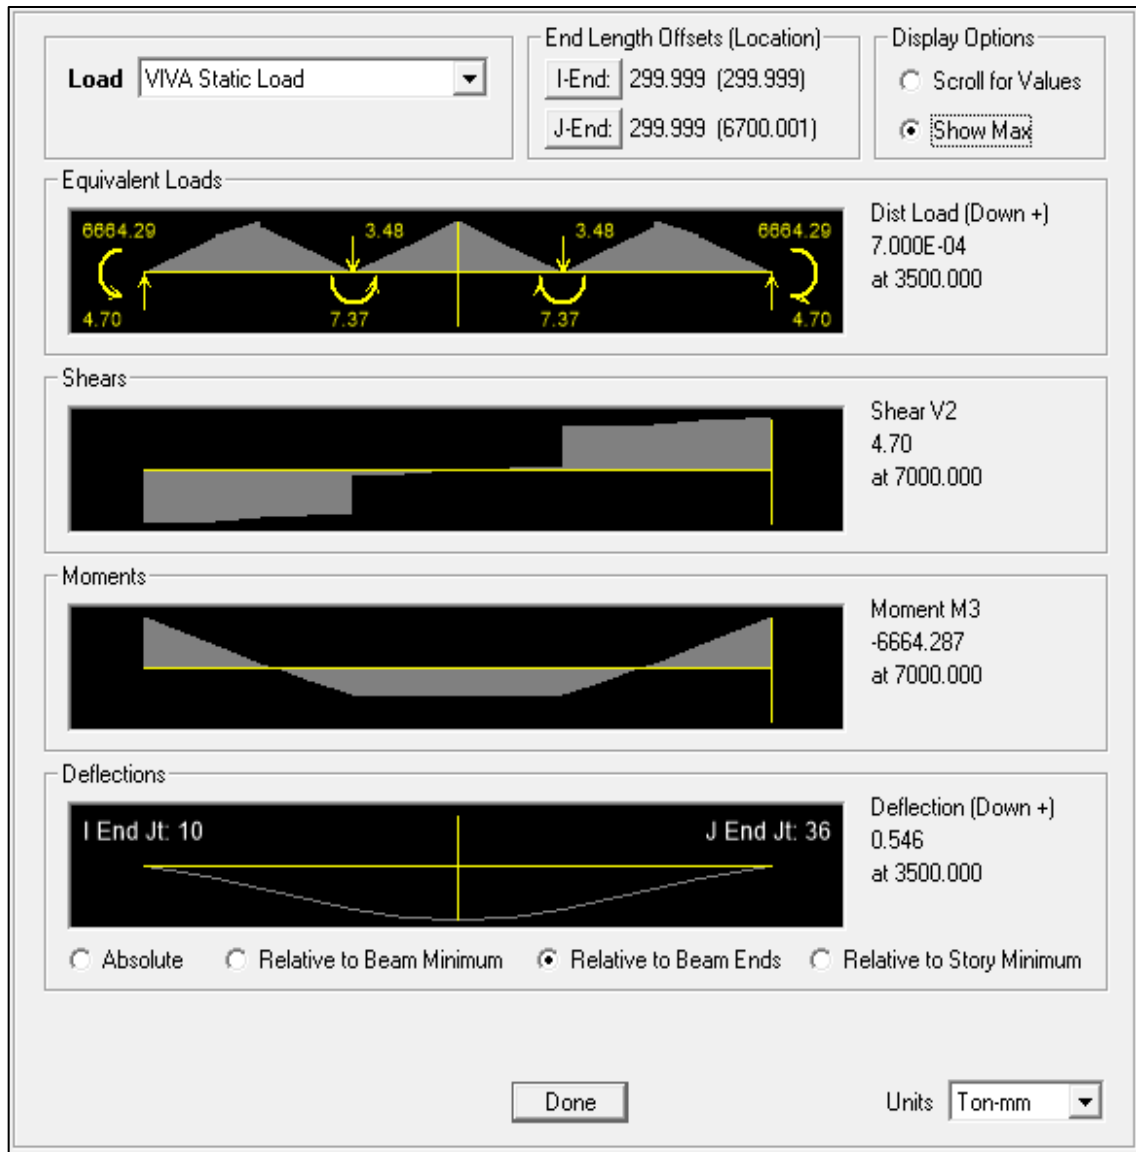 Load VIVA Static Load
End Length Offsets (Location)
I-End: 299.999 (299.999)
J-End: 299.999 (6700.001)
Display Options
Scroll for Values
Show Max
Equivalent Loads
6664.29 3.48 3.48 6664.29
4.70 7.37 7.37 4.70
Dist Load (Down +)
7.000E-04
at 3500.000
Shears
Shear V2
4.70
at 7000.000
Moments
Moment M3
-6664.287
at 7000.000
Deflections
I End Jt: 10 J End Jt: 36
Deflection (Down +)
0.546
at 3500.000
Absolute Relative to Beam Minimum Relative to Beam Ends Relative to Story Minimum
Done
Units Ton-mm